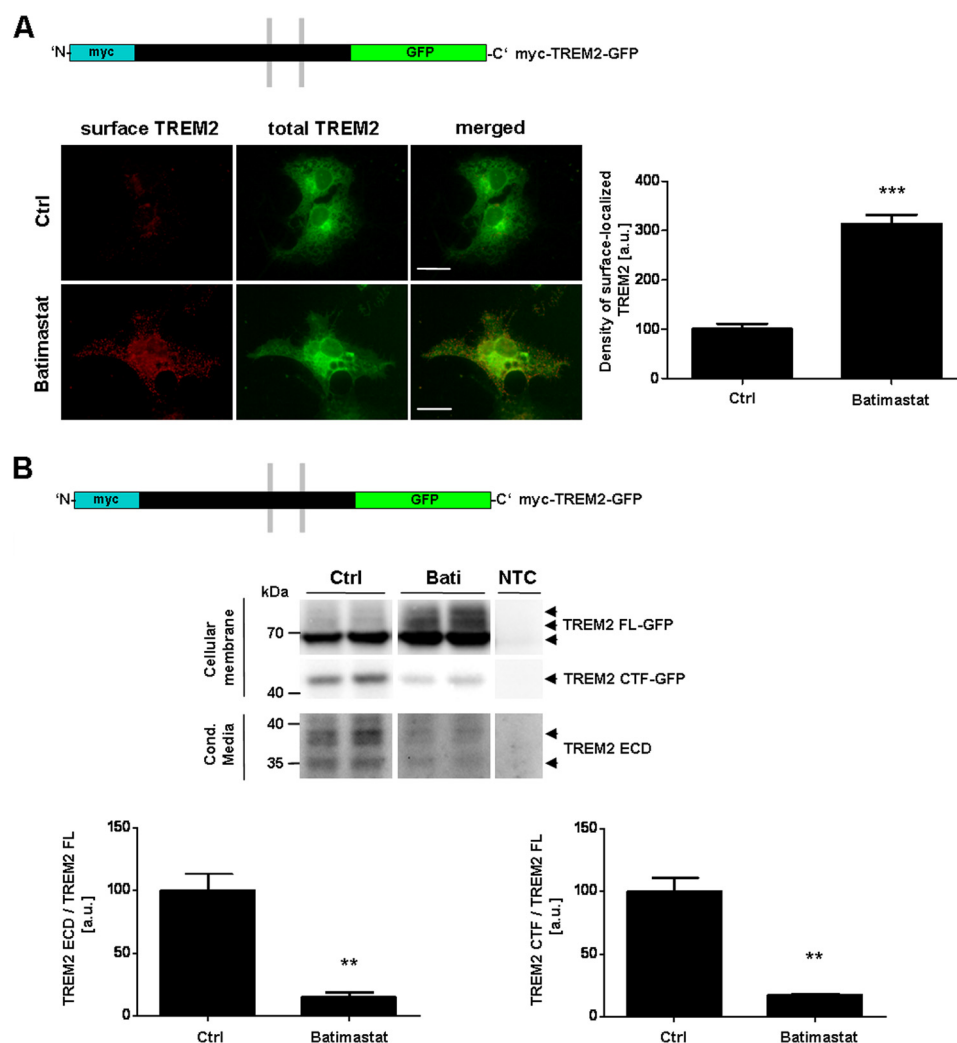 A
‘N- myc GFP -C‘ myc-TREM2-GFP
surface TREM2 total TREM2 merged
Ctrl
Batimastat
Density of surface-localized
TREM2 [a.u.]
400
300
200
100
0
Ctrl Batimastat
***
B
‘N- myc GFP -C‘ myc-TREM2-GFP
Ctrl Bati NTC
kDa
Cellular
membrane
70
TREM2 FL-GFP
40
TREM2 CTF-GFP
Cond.
Media
40
35
TREM2 ECD
TREM2 ECD / TREM2 FL
[a.u.]
150
100
50
0
**
Ctrl Batimastat
TREM2 CTF / TREM2 FL
[a.u.]
150
100
50
0
**
Ctrl Batimastat